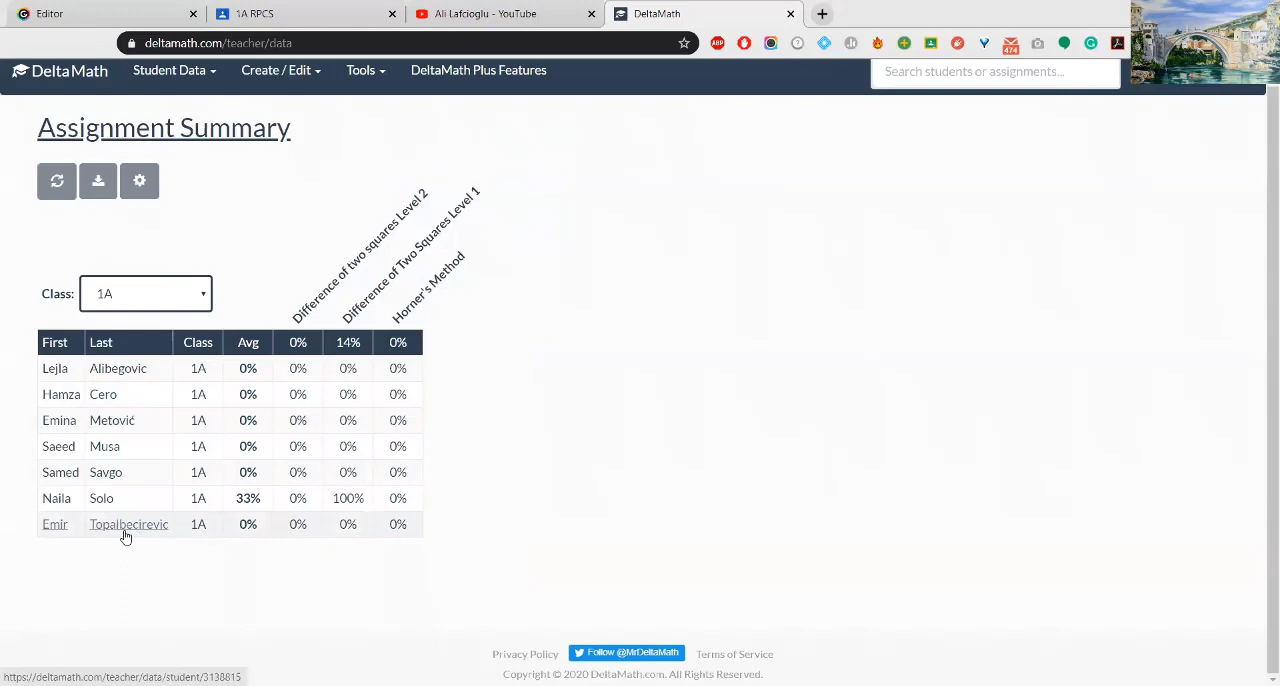 Editor
1A RPCS
Ali Lafcioglu - YouTube
DeltaMath
deltamath.com/teacher/data
ABP
474
DeltaMath
Student Data
Create / Edit
Tools
DeltaMath Plus Features
Search students or assignments...
Assignment Summary
Difference of two squares Level 2
Difference of Two Squares Level 1
Horner's Method
Class: 1A
First Last Class Avg 0% 14% 0%
Lejla Alibegovic 1A 0% 0% 0% 0%
Hamza Cero 1A 0% 0% 0% 0%
Emina Metović 1A 0% 0% 0% 0%
Saeed Musa 1A 0% 0% 0% 0%
Samed Savgo 1A 0% 0% 0% 0%
Naila Solo 1A 33% 0% 100% 0%
Emir Topalbecirevic 1A 0% 0% 0% 0%
Privacy Policy
Follow @MrDeltaMath
Terms of Service
Copyright © 2020 DeltaMath.com. All Rights Reserved.
https://deltamath.com/teacher/data/student/3138815